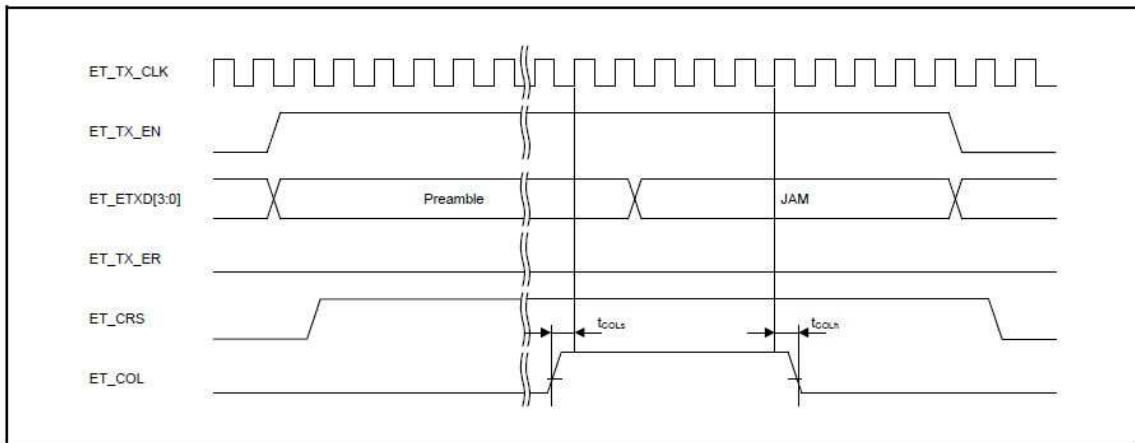 ET_TX_CLK
ET_TX_EN
ET_ETXD[3:0]
Preamble
JAM
ET_TX_ER
ET_CRS
tCOLs
tCOLh
ET_COL